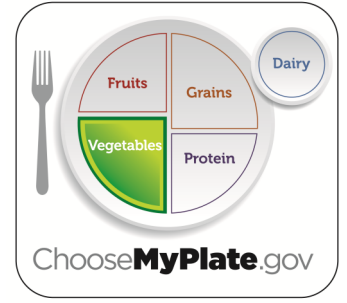 Dairy
Fruits
Grains
Vegetables
Protein
ChooseMyPlate.gov